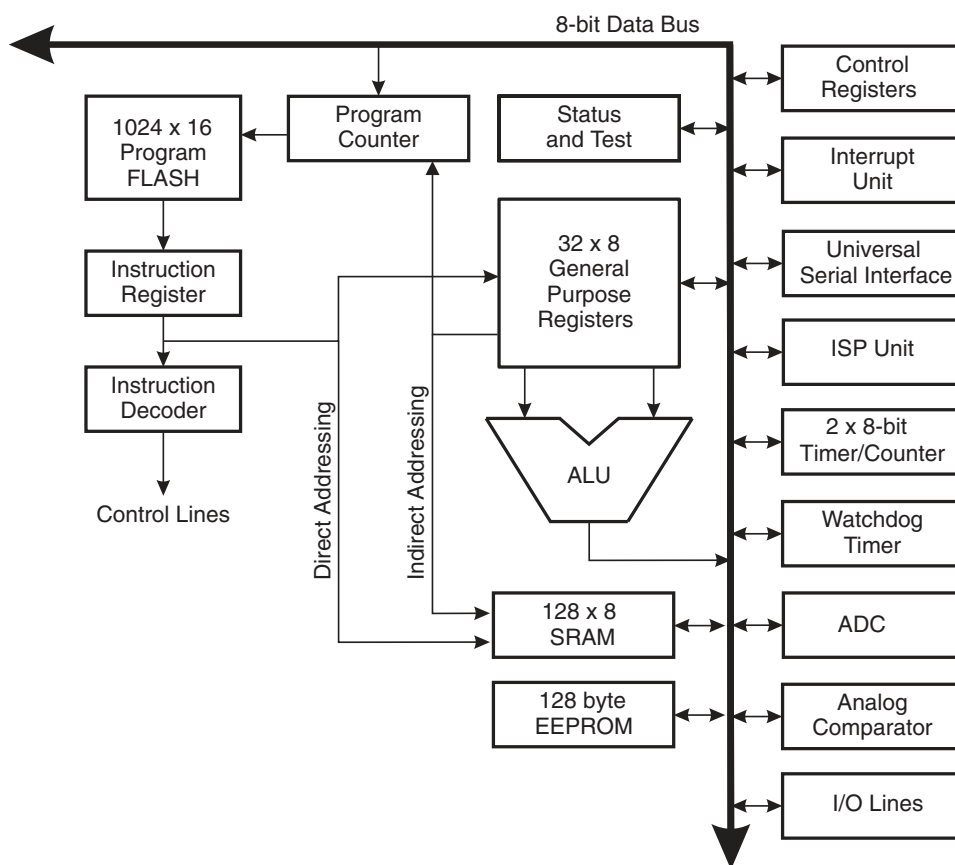 8-bit Data Bus
1024 x 16
Program
FLASH
Program
Counter
Status
and Test
Control
Registers
Interrupt
Unit
Instruction
Register
32 x 8
General
Purpose
Registers
Universal
Serial Interface
ISP Unit
Instruction
Decoder
Direct Addressing
Indirect Addressing
ALU
2 x 8-bit
Timer/Counter
Control Lines
Watchdog
Timer
128 x 8
SRAM
ADC
128 byte
EEPROM
Analog
Comparator
I/O Lines